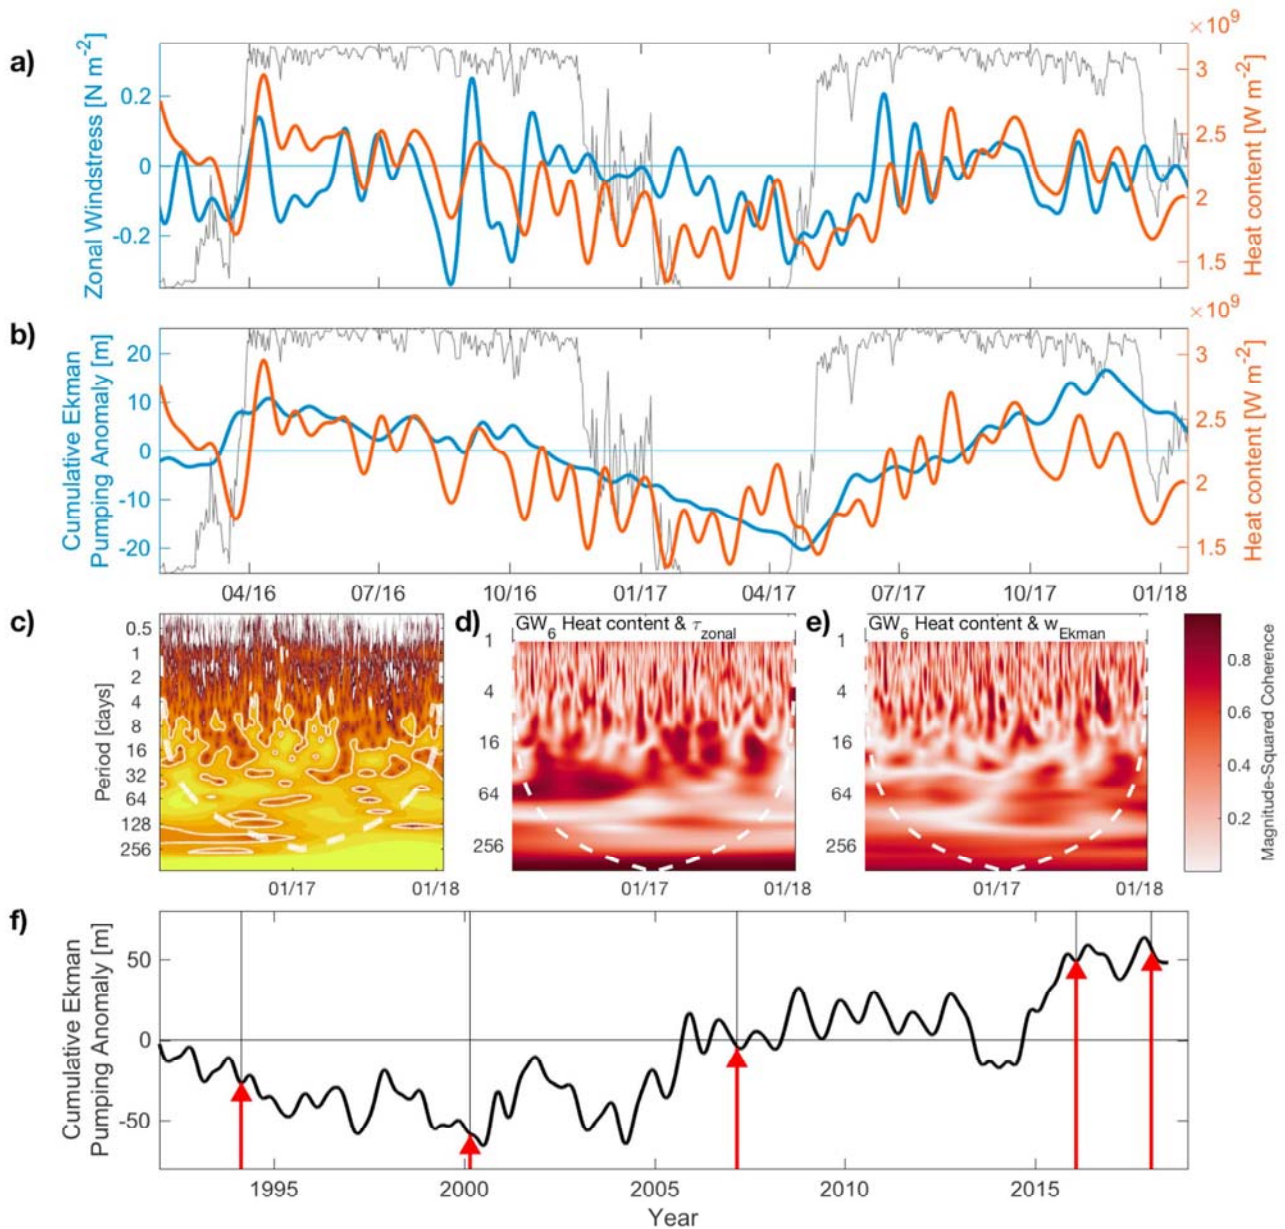 a)
Zonal Windstress [N m-2]
0.2
0
-0.2
×10^9
3
2.5
2
1.5
Heat content [W m-2]
b)
Cumulative Ekman
Pumping Anomaly [m]
20
10
0
-10
-20
×10^9
3
2.5
2
1.5
Heat content [W m-2]
04/16 07/16 10/16 01/17 04/17 07/17 10/17 01/18
c)
Period [days]
0.5
1
2
4
8
16
32
64
128
256
01/17 01/18
d)
GW6 Heat content & τzonal
1
4
16
64
256
01/17 01/18
e)
GW6 Heat content & wEkman
1
4
16
64
256
01/17 01/18
0.8
0.6
0.4
0.2
Magnitude-Squared Coherence
f)
Cumulative Ekman
Pumping Anomaly [m]
50
0
-50
1995 2000 2005 2010 2015
Year